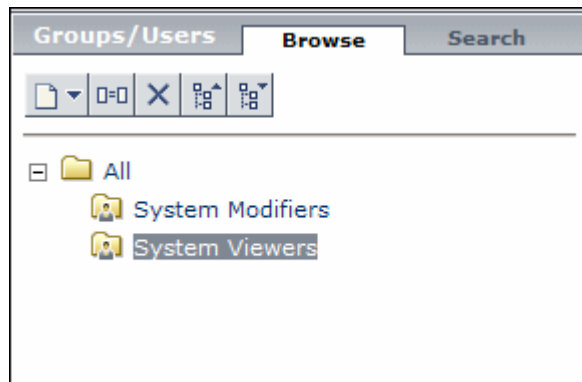 Groups/Users Browse Search
All
System Modifiers
System Viewers